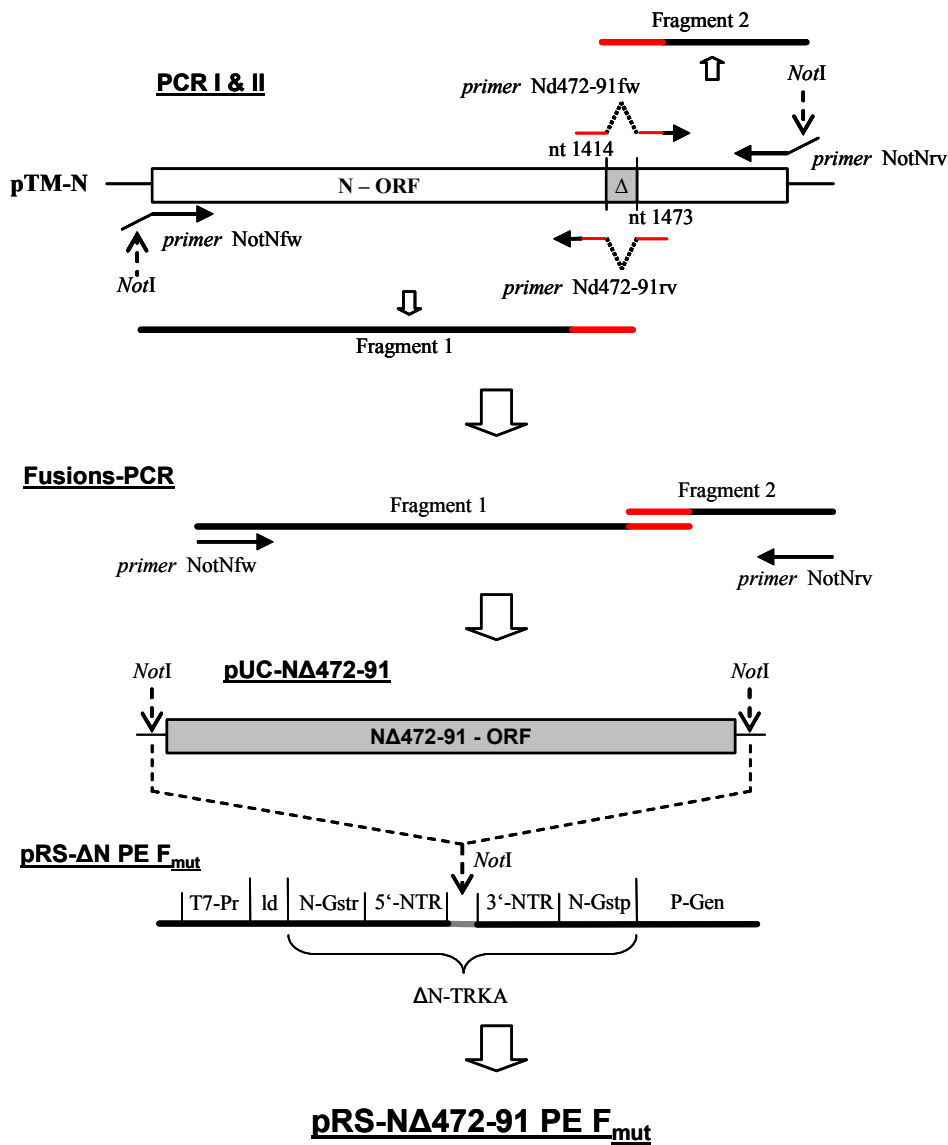 Fragment 2
PCR I & II
NotI
primer Nd472-91fw
nt 1414
primer NotNrv
pTM-N
N – ORF
Δ
nt 1473
primer NotNfw
NotI
primer Nd472-91rv
Fragment 1
Fusions-PCR
Fragment 1
Fragment 2
primer NotNfw
primer NotNrv
pUC-NΔ472-91
NotI
NotI
NΔ472-91 - ORF
pRS-ΔN PE Fmut
NotI
T7-Pr
ld
N-Gstr
5‘-NTR
3‘-NTR
N-Gstp
P-Gen
ΔN-TRKA
pRS-NΔ472-91 PE Fmut